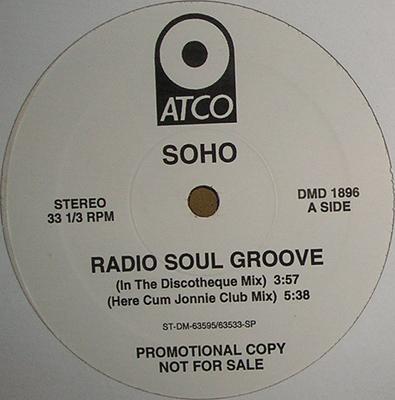 ATCO
SOHO
STEREO
33 1/3 RPM
DMD 1896
A SIDE
RADIO SOUL GROOVE
(In The Discotheque Mix) 3:57
(Here Cum Jonnie Club Mix) 5:38
ST-DM-63595/63533-SP
PROMOTIONAL COPY
NOT FOR SALE